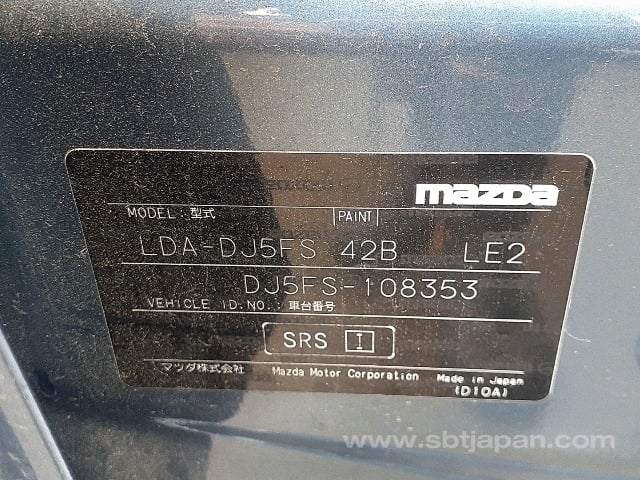 mazda
MODEL:型式 PAINT
LDA-DJ5FS 42B LE2
DJ5FS-108353
VEHICLE ID.NO.:車台番号
SRS I
マツダ株式会社 Mazda Motor Corporation Made in Japan
(D10A)
www.sbtjapan.com